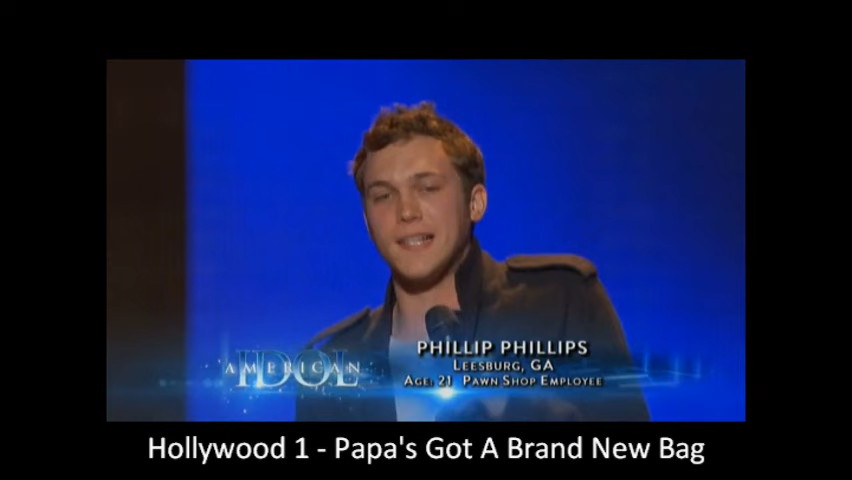 PHILLIP PHILLIPS
LEESBURG, GA
AGE: 21 PAWN SHOP EMPLOYEE
AMERICAN IDOL
Hollywood 1 - Papa's Got A Brand New Bag